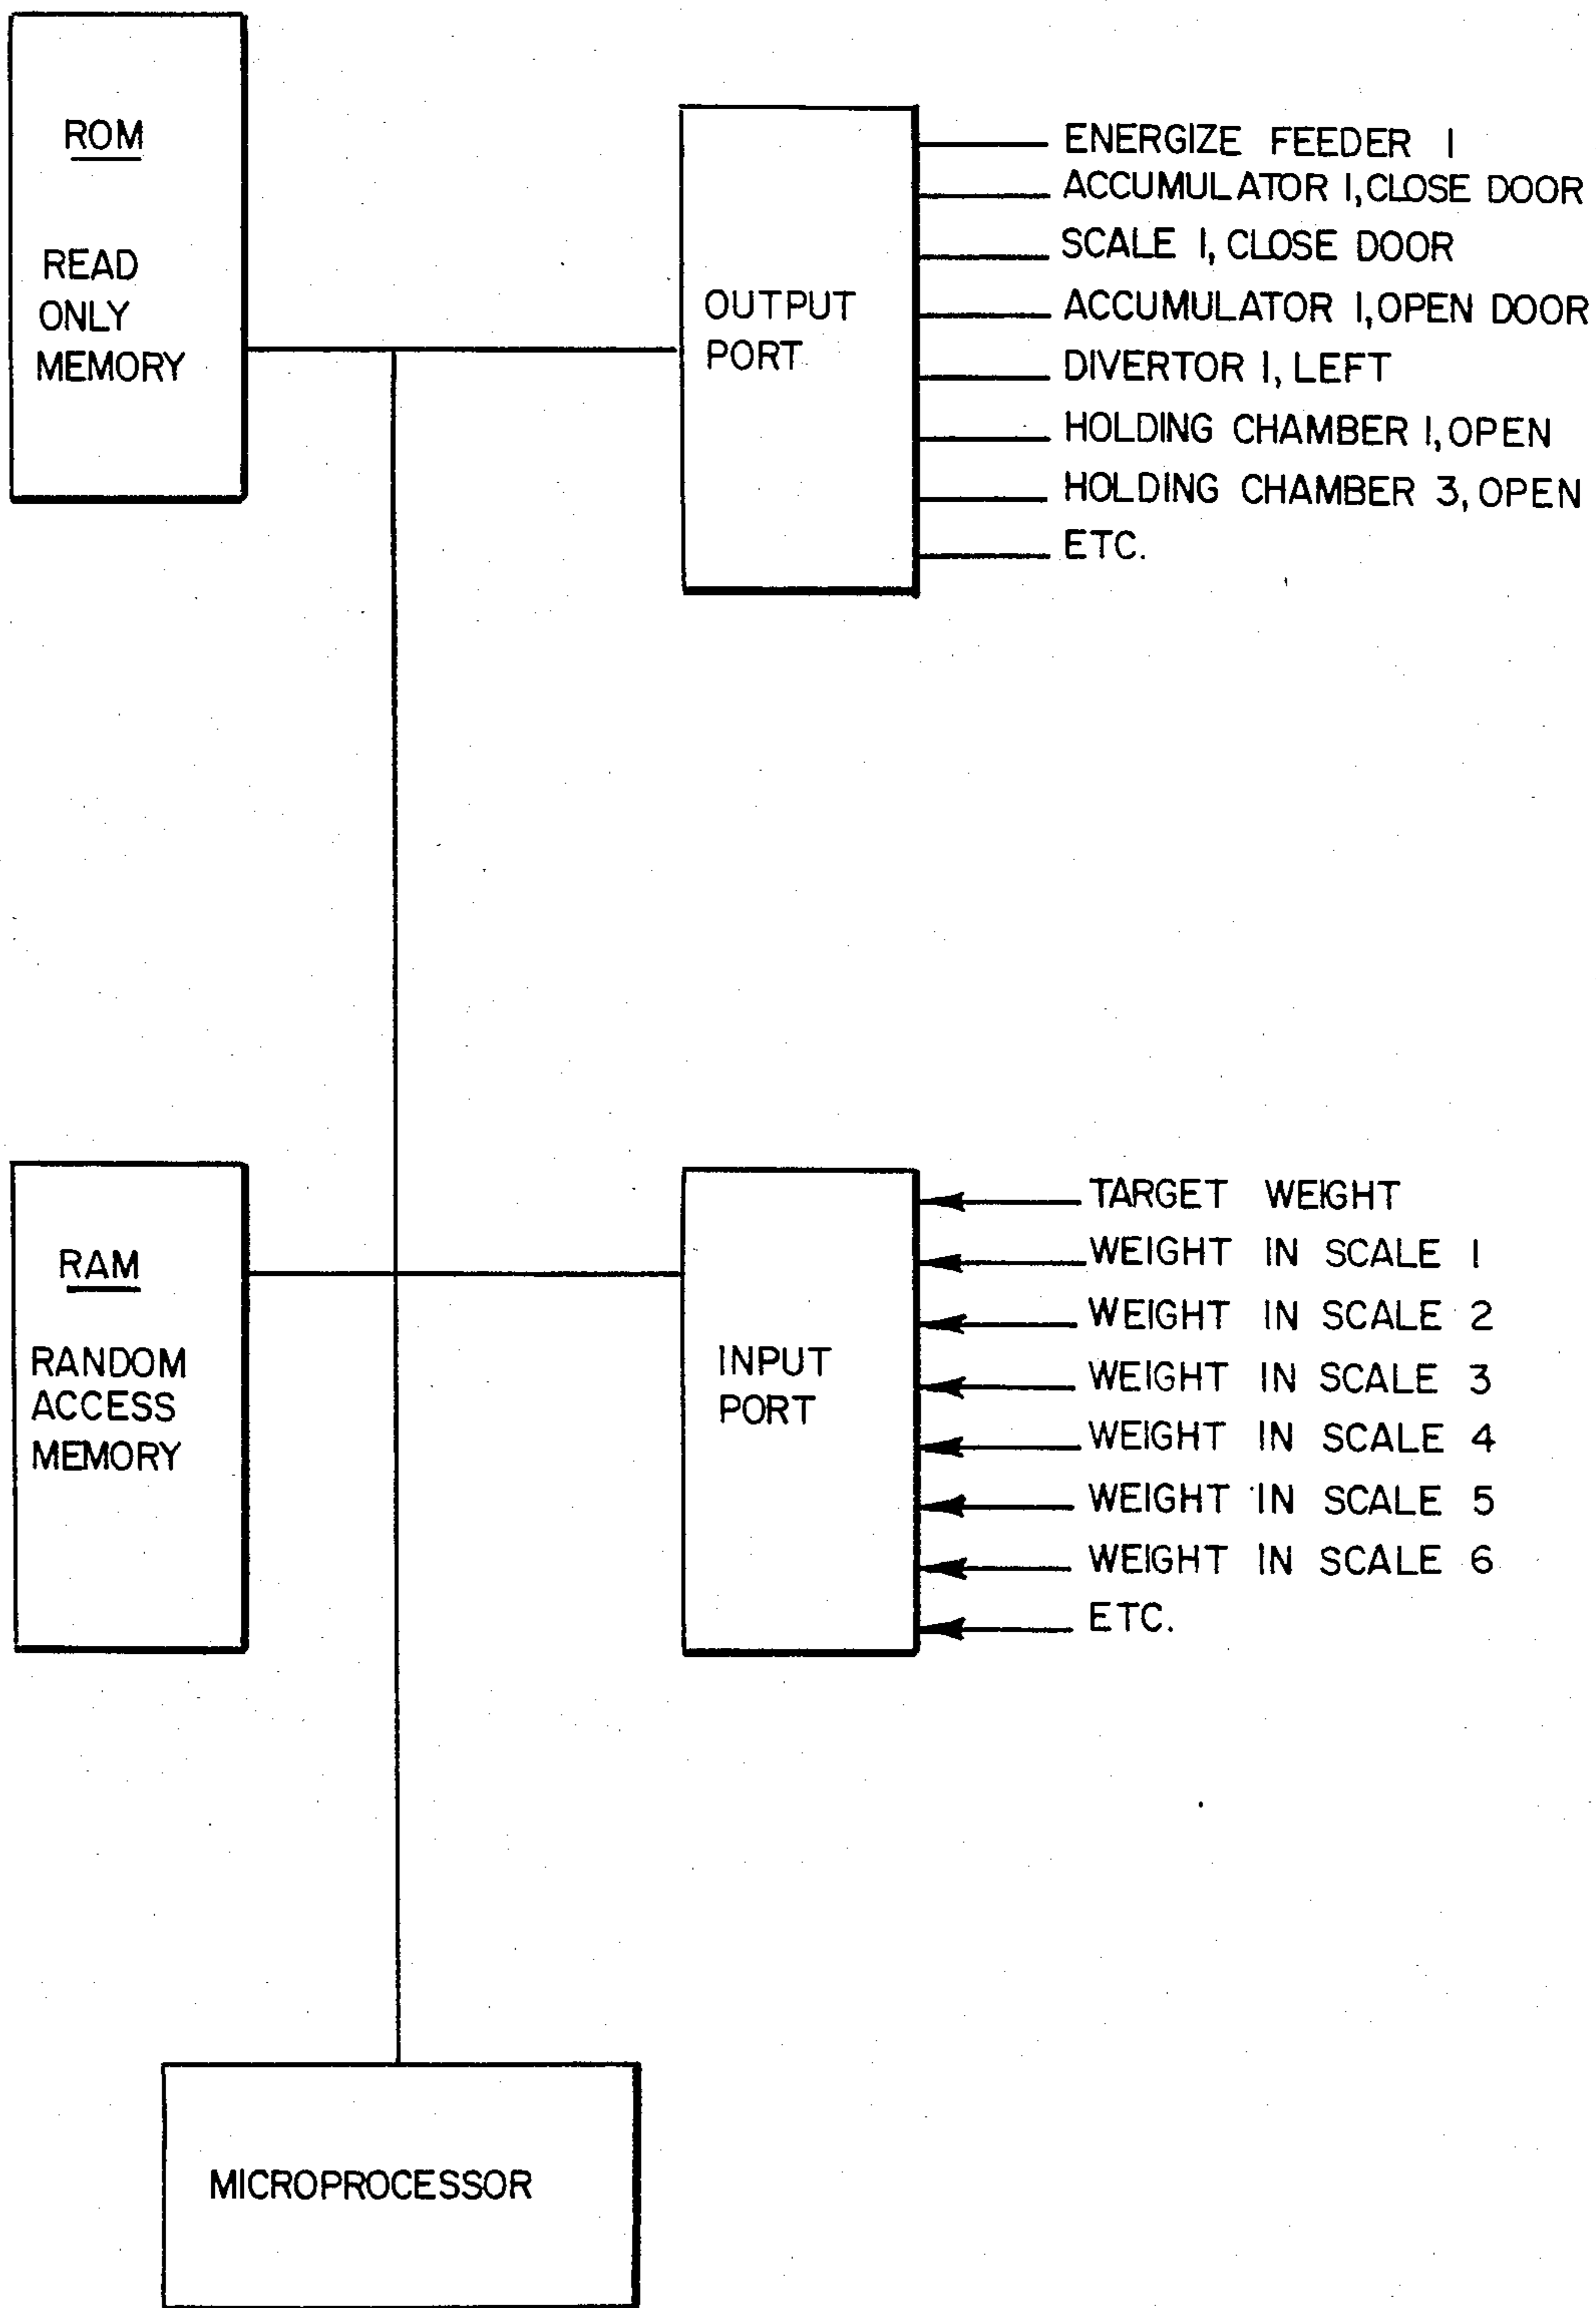 ROM
READ
ONLY
MEMORY
OUTPUT
PORT
ENERGIZE FEEDER 1
ACCUMULATOR 1, CLOSE DOOR
SCALE 1, CLOSE DOOR
ACCUMULATOR 1, OPEN DOOR
DIVERTOR 1, LEFT
HOLDING CHAMBER 1, OPEN
HOLDING CHAMBER 3, OPEN
ETC.
RAM
RANDOM
ACCESS
MEMORY
INPUT
PORT
TARGET WEIGHT
WEIGHT IN SCALE 1
WEIGHT IN SCALE 2
WEIGHT IN SCALE 3
WEIGHT IN SCALE 4
WEIGHT IN SCALE 5
WEIGHT IN SCALE 6
ETC.
MICROPROCESSOR